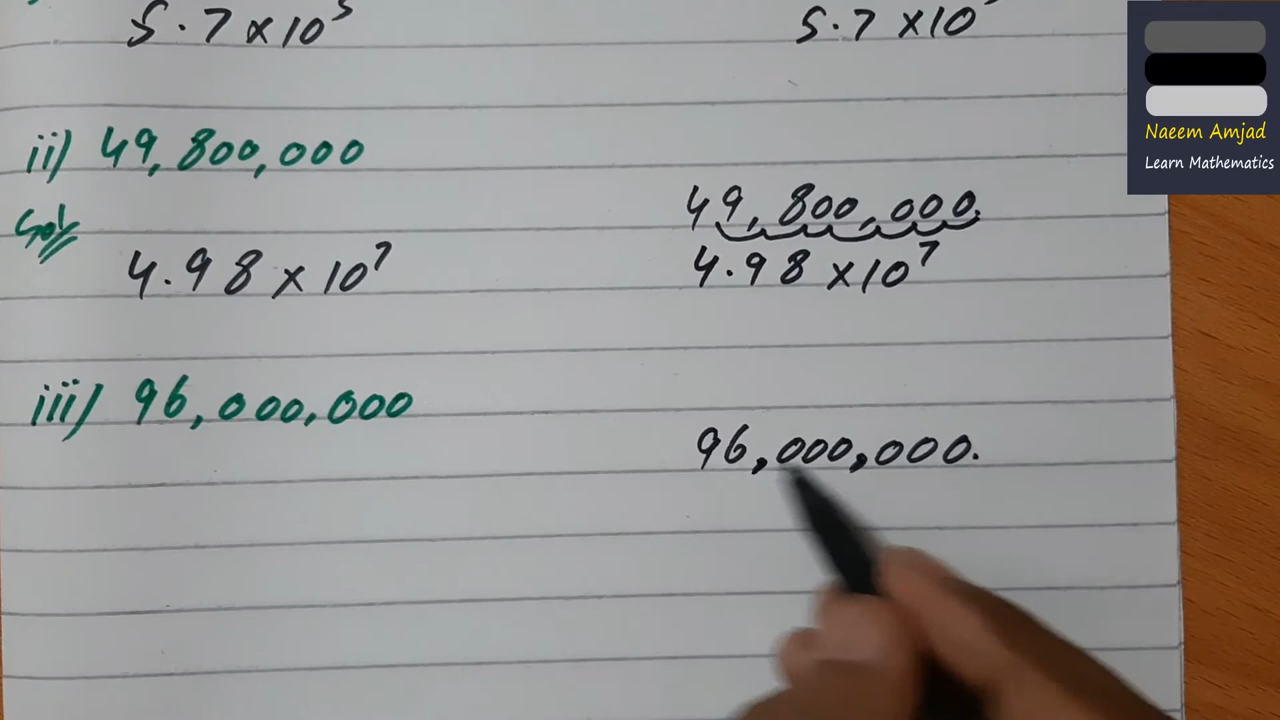 5.7 × 10⁵ 5.7 × 10
Naeem Amjad
Learn Mathematics
ii) 49,800,000
Sol
49,800,000.
4.98 × 10⁷ 4.98 × 10⁷
iii) 96,000,000
96,000,000.